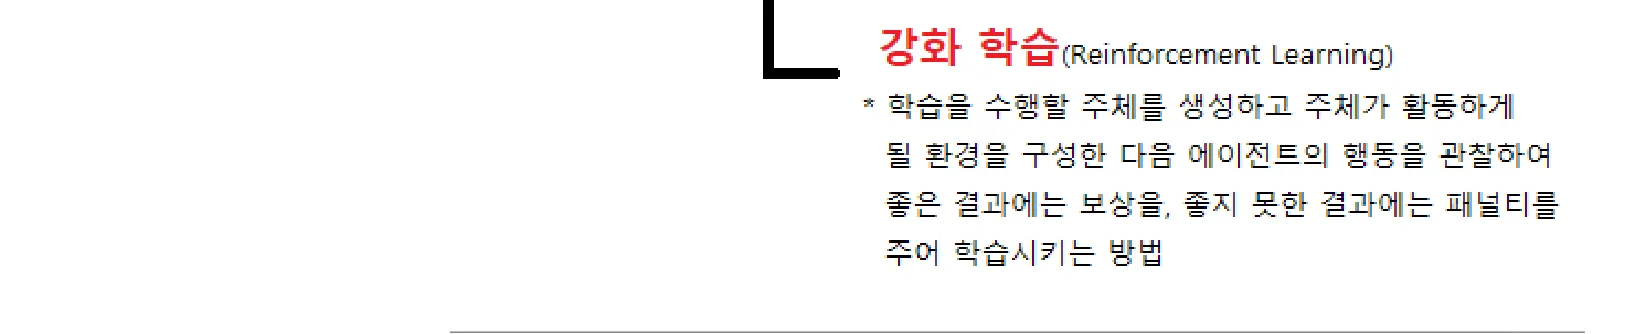 강화 학습(Reinforcement Learning)
* 학습을 수행할 주체를 생성하고 주체가 활동하게
될 환경을 구성한 다음 에이전트의 행동을 관찰하여
좋은 결과에는 보상을, 좋지 못한 결과에는 패널티를
주어 학습시키는 방법